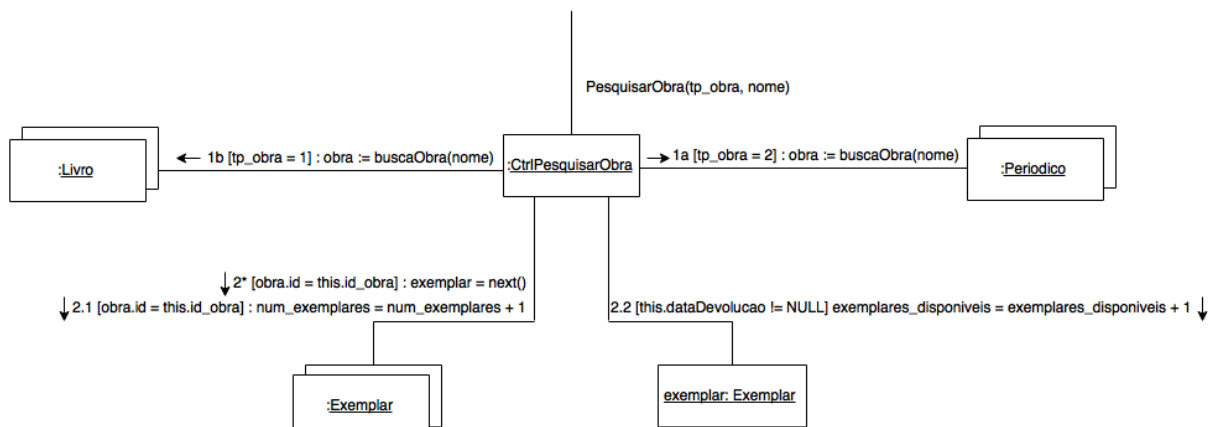 PesquisarObra(tp_obra, nome)
1b [tp_obra = 1] : obra := buscaObra(nome)
1a [tp_obra = 2] : obra := buscaObra(nome)
:Livro
:CtrlPesquisarObra
:Periodico
2* [obra.id = this.id_obra] : exemplar = next()
2.1 [obra.id = this.id_obra] : num_exemplares = num_exemplares + 1
2.2 [this.dataDevolucao != NULL] exemplares_disponiveis = exemplares_disponiveis + 1
:Exemplar
exemplar: Exemplar